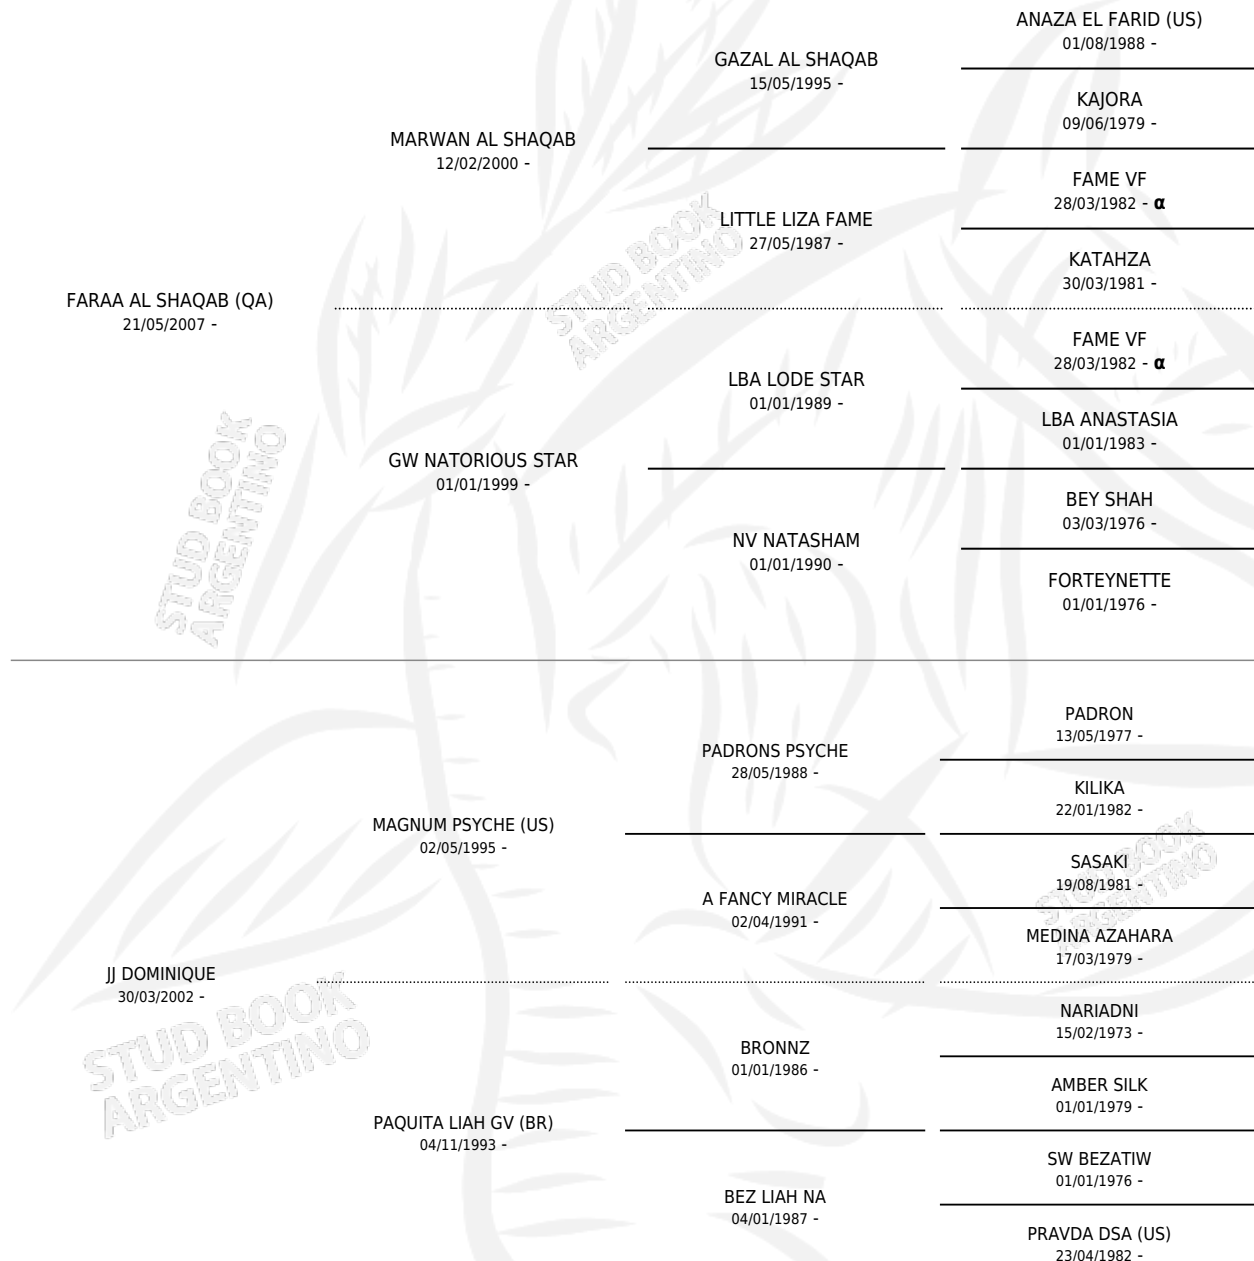 ANAZA EL FARID (US)
01/08/1988 -
GAZAL AL SHAQAB
15/05/1995 -
KAJORA
09/06/1979 -
MARWAN AL SHAQAB
12/02/2000 -
FAME VF
28/03/1982 - α
LITTLE LIZA FAME
27/05/1987 -
KATAHZA
30/03/1981 -
FARAA AL SHAQAB (QA)
21/05/2007 -
FAME VF
28/03/1982 - α
LBA LODE STAR
01/01/1989 -
LBA ANASTASIA
01/01/1983 -
GW NATORIOUS STAR
01/01/1999 -
BEY SHAH
03/03/1976 -
NV NATASHAM
01/01/1990 -
FORTEYNETTE
01/01/1976 -
PADRON
13/05/1977 -
PADRONS PSYCHE
28/05/1988 -
KILIKA
22/01/1982 -
MAGNUM PSYCHE (US)
02/05/1995 -
SASAKI
19/08/1981 -
A FANCY MIRACLE
02/04/1991 -
MEDINA AZAHARA
17/03/1979 -
JJ DOMINIQUE
30/03/2002 -
NARIADNI
15/02/1973 -
BRONNZ
01/01/1986 -
AMBER SILK
01/01/1979 -
PAQUITA LIAH GV (BR)
04/11/1993 -
SW BEZATIW
01/01/1976 -
BEZ LIAH NA
04/01/1987 -
PRAVDA DSA (US)
23/04/1982 -
STUD BOOK
ARGENTINO
STUD BOOK
ARGENTINO
STUD BOOK
ARGENTINO
STUD BOOK
ARGENTINO